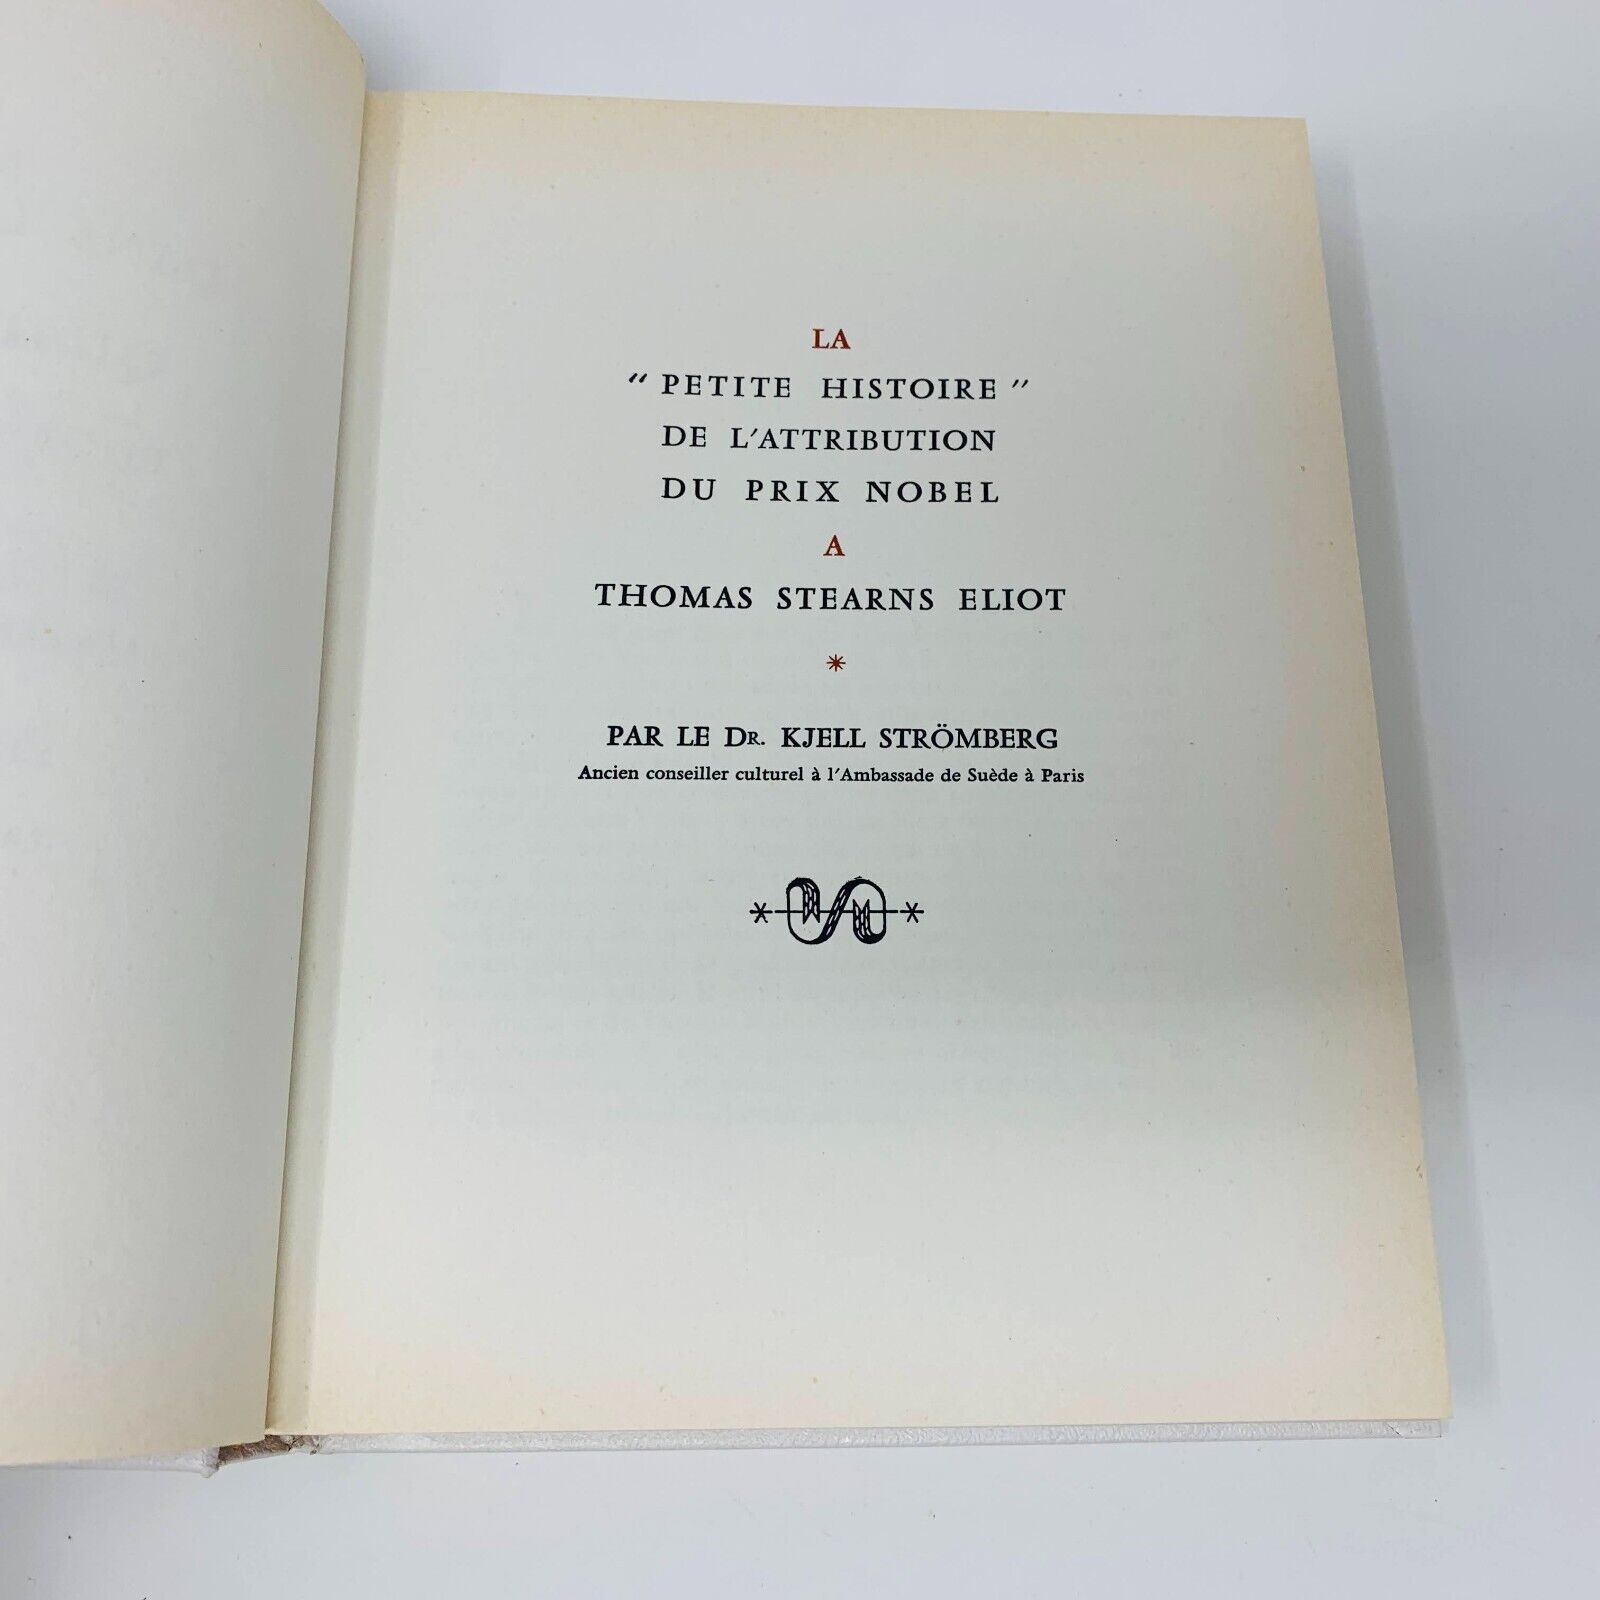 LA
" PETITE HISTOIRE "
DE L'ATTRIBUTION
DU PRIX NOBEL
A
THOMAS STEARNS ELIOT
*
PAR LE DR. KJELL STRÖMBERG
Ancien conseiller culturel à l'Ambassade de Suède à Paris